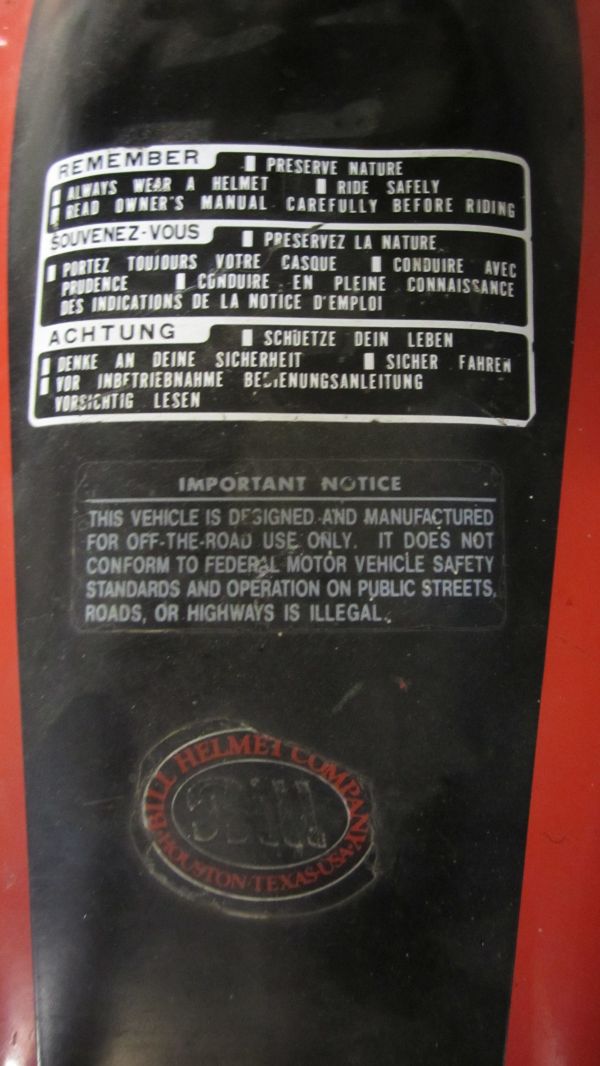 REMEMBER ▮ PRESERVE NATURE
▮ ALWAYS WEAR A HELMET ▮ RIDE SAFELY
▮ READ OWNER'S MANUAL CAREFULLY BEFORE RIDING
SOUVENEZ-VOUS ▮ PRESERVEZ LA NATURE
▮ PORTEZ TOUJOURS VOTRE CASQUE ▮ CONDUIRE AVEC
PRUDENCE ▮ CONDUIRE EN PLEINE CONNAISSANCE
DES INDICATIONS DE LA NOTICE D'EMPLOI
ACHTUNG ▮ SCHÜETZE DEIN LEBEN
▮ DENKE AN DEINE SICHERHEIT ▮ SICHER FAHREN
▮ VOR INBFTRIEBNAHME BEDIENUNGSANLEITUNG
VORSICHTIG LESEN
IMPORTANT NOTICE
THIS VEHICLE IS DESIGNED AND MANUFACTURED
FOR OFF-THE-ROAD USE ONLY. IT DOES NOT
CONFORM TO FEDERAL MOTOR VEHICLE SAFETY
STANDARDS AND OPERATION ON PUBLIC STREETS,
ROADS, OR HIGHWAYS IS ILLEGAL.
BILL HELMET COMPANY
Bill
·HOUSTON·TEXAS·USA·